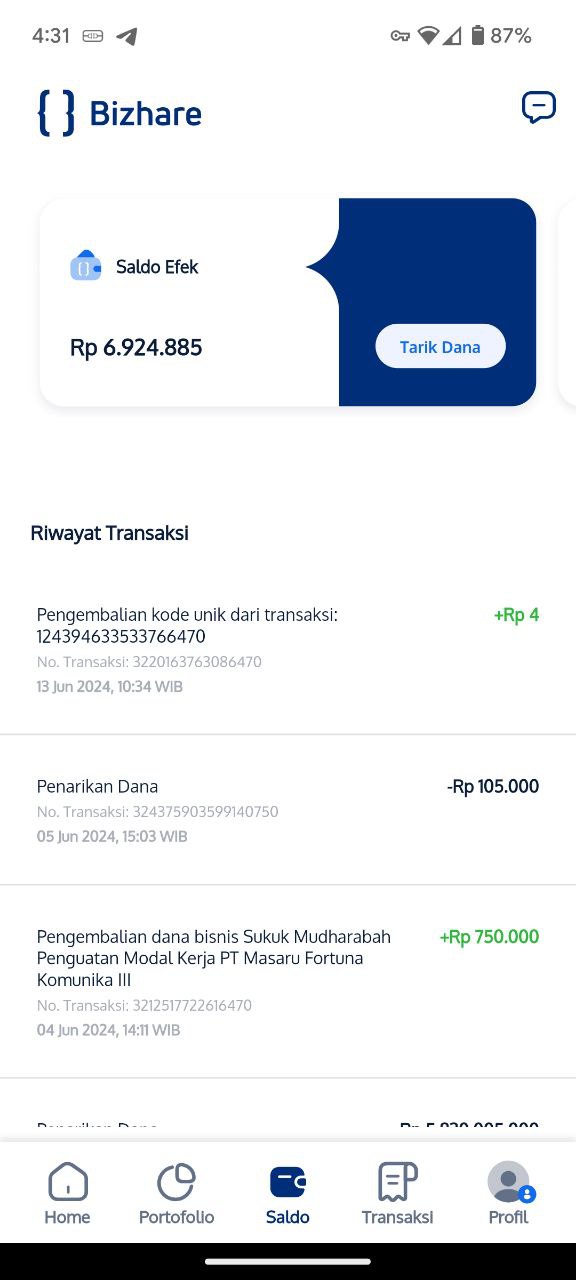 4:31
87%
Bizhare
Saldo Efek
Rp 6.924.885
Tarik Dana
Riwayat Transaksi
Pengembalian kode unik dari transaksi: +Rp 4
124394633533766470
No. Transaksi: 3220163763086470
13 Jun 2024, 10:34 WIB
Penarikan Dana -Rp 105.000
No. Transaksi: 324375903599140750
05 Jun 2024, 15:03 WIB
Pengembalian dana bisnis Sukuk Mudharabah +Rp 750.000
Penguatan Modal Kerja PT Masaru Fortuna
Komunika III
No. Transaksi: 3212517722616470
04 Jun 2024, 14:11 WIB
Home Portofolio Saldo Transaksi Profil